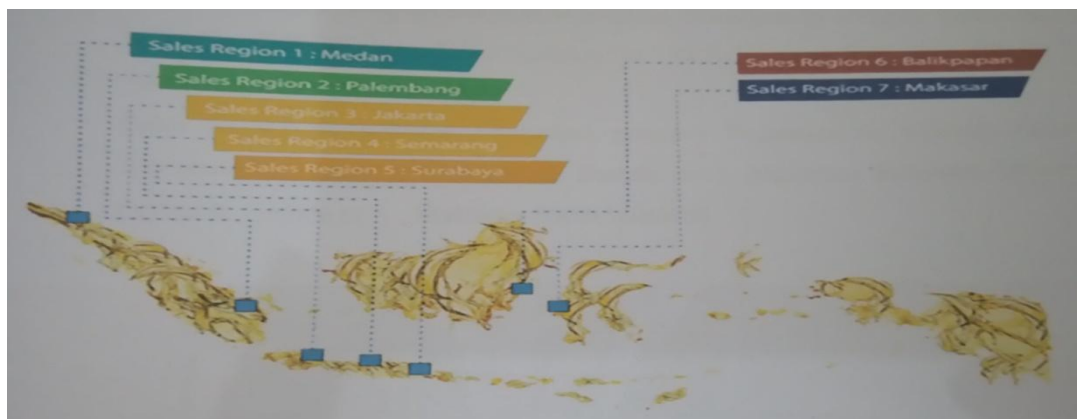 Sales Region 1 : Medan
Sales Region 2 : Palembang
Sales Region 3 : Jakarta
Sales Region 4 : Semarang
Sales Region 5 : Surabaya
Sales Region 6 : Balikpapan
Sales Region 7 : Makasar